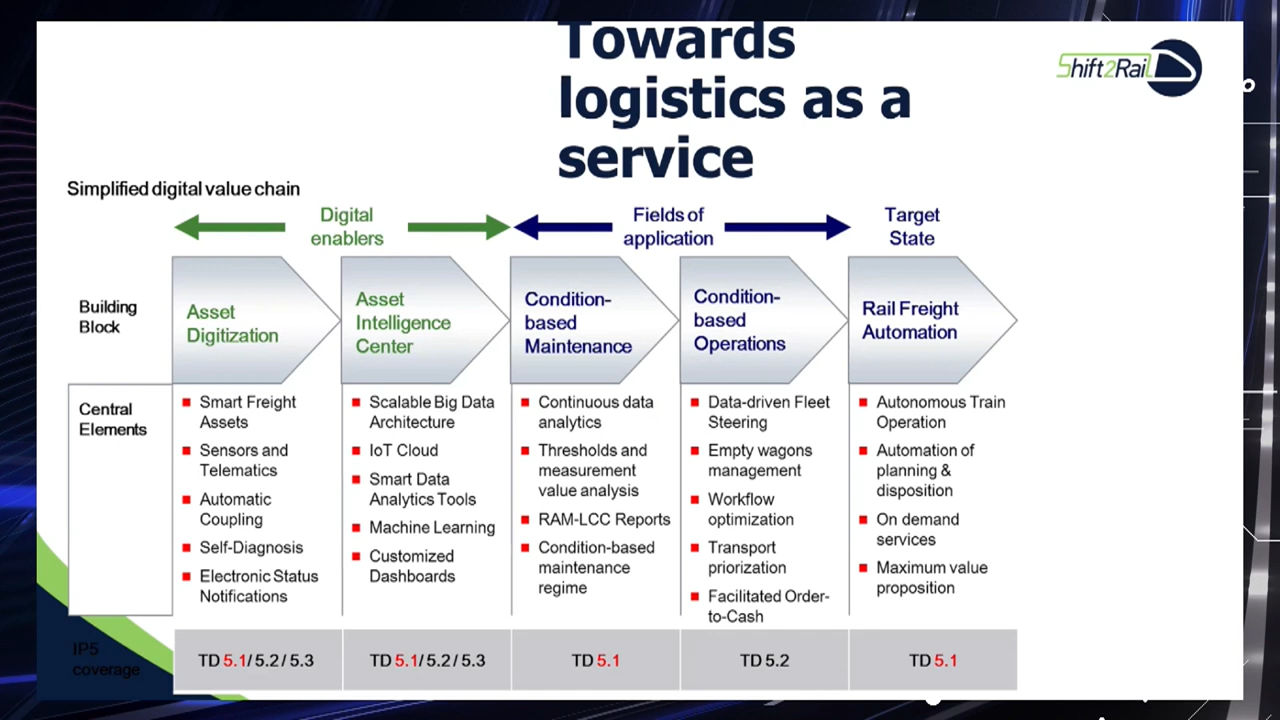 Towards
logistics as a
service
Shift2Rail
Simplified digital value chain
Digital
enablers
Fields of
application
Target
State
Building
Block
Asset
Digitization
Asset
Intelligence
Center
Condition-
based
Maintenance
Condition-
based
Operations
Rail Freight
Automation
Central
Elements
Smart Freight
Assets
Sensors and
Telematics
Automatic
Coupling
Self-Diagnosis
Electronic Status
Notifications
Scalable Big Data
Architecture
IoT Cloud
Smart Data
Analytics Tools
Machine Learning
Customized
Dashboards
Continuous data
analytics
Thresholds and
measurement
value analysis
RAM-LCC Reports
Condition-based
maintenance
regime
Data-driven Fleet
Steering
Empty wagons
management
Workflow
optimization
Transport
priorization
Facilitated Order-
to-Cash
Autonomous Train
Operation
Automation of
planning &
disposition
On demand
services
Maximum value
proposition
IP5
coverage
TD 5.1/ 5.2 / 5.3
TD 5.1/ 5.2 / 5.3
TD 5.1
TD 5.2
TD 5.1